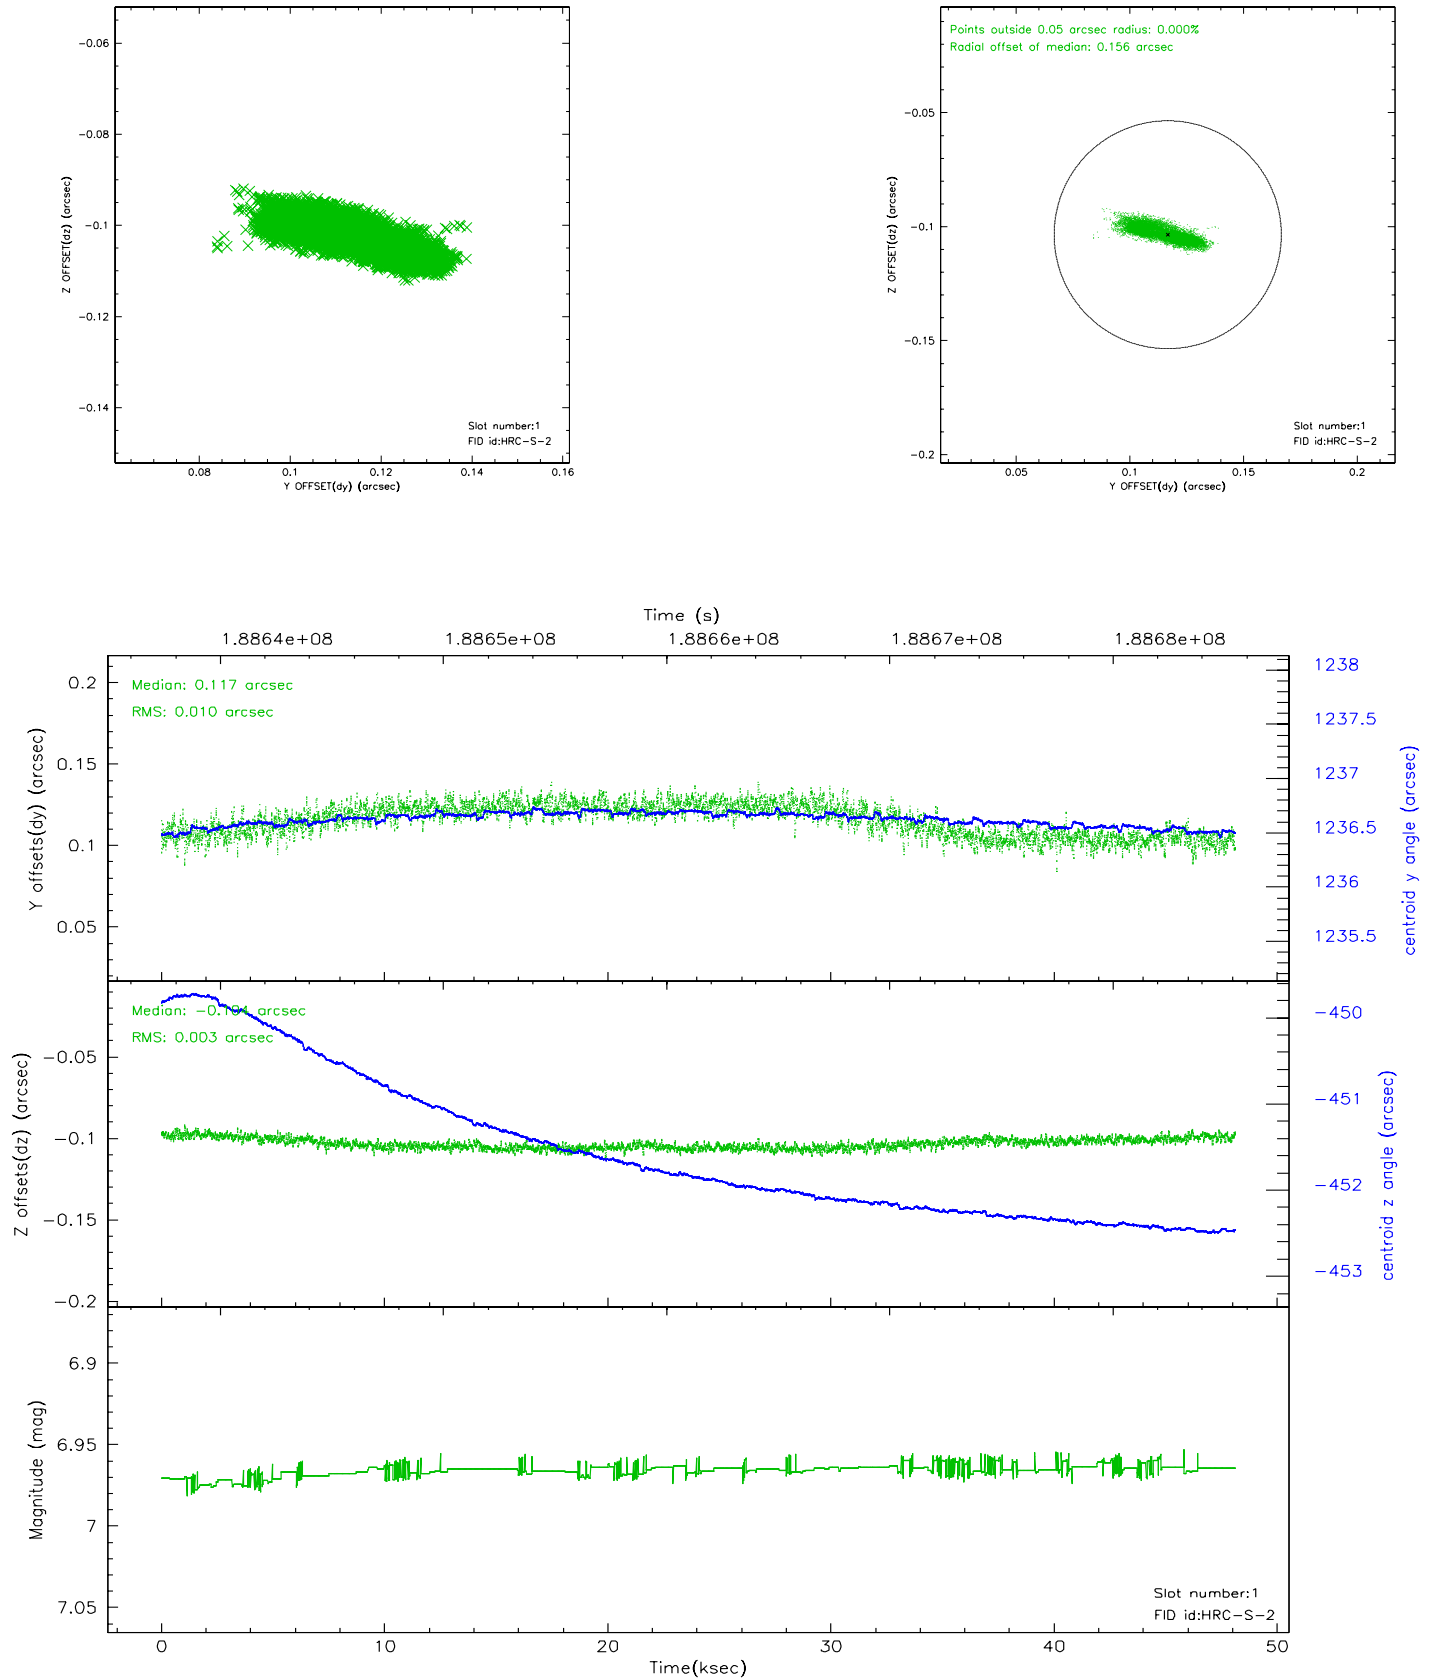 -0.06
-0.08
-0.1
-0.12
-0.14
Z OFFSET(dz) (arcsec)
Slot number:1
FID id:HRC-S-2
0.08 0.1 0.12 0.14 0.16
Y OFFSET(dy) (arcsec)
Points outside 0.05 arcsec radius: 0.000%
Radial offset of median: 0.156 arcsec
-0.05
-0.1
-0.15
-0.2
Z OFFSET(dz) (arcsec)
Slot number:1
FID id:HRC-S-2
0.05 0.1 0.15 0.2
Y OFFSET(dy) (arcsec)
Time (s)
1.8864e+08 1.8865e+08 1.8866e+08 1.8867e+08 1.8868e+08
Median: 0.117 arcsec
RMS: 0.010 arcsec
0.2
0.15
0.1
0.05
Y offsets(dy) (arcsec)
1238
1237.5
1237
1236.5
1236
1235.5
centroid y angle (arcsec)
Median: -0.104 arcsec
RMS: 0.003 arcsec
-0.05
-0.1
-0.15
-0.2
Z offsets(dz) (arcsec)
-450
-451
-452
-453
centroid z angle (arcsec)
6.9
6.95
7
7.05
Magnitude (mag)
Slot number:1
FID id:HRC-S-2
0 10 20 30 40 50
Time(ksec)